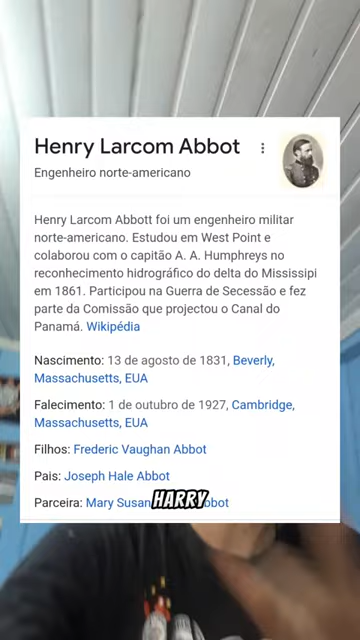 Henry Larcom Abbot
Engenheiro norte-americano
Henry Larcom Abbott foi um engenheiro militar
norte-americano. Estudou em West Point e
colaborou com o capitão A. A. Humphreys no
reconhecimento hidrográfico do delta do Mississipi
em 1861. Participou na Guerra de Secessão e fez
parte da Comissão que projectou o Canal do
Panamá. Wikipédia
Nascimento: 13 de agosto de 1831, Beverly,
Massachusetts, EUA
Falecimento: 1 de outubro de 1927, Cambridge,
Massachusetts, EUA
Filhos: Frederic Vaughan Abbot
Pais: Joseph Hale Abbot
Parceira: Mary Susan
HARRY